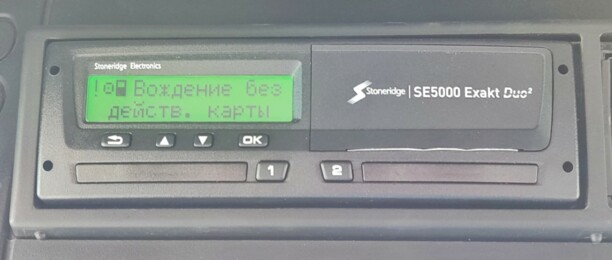 Stoneridge Electronics
! Вождение без
действ. карты
Stoneridge | SE5000 Exakt Duo²
OK
1 2